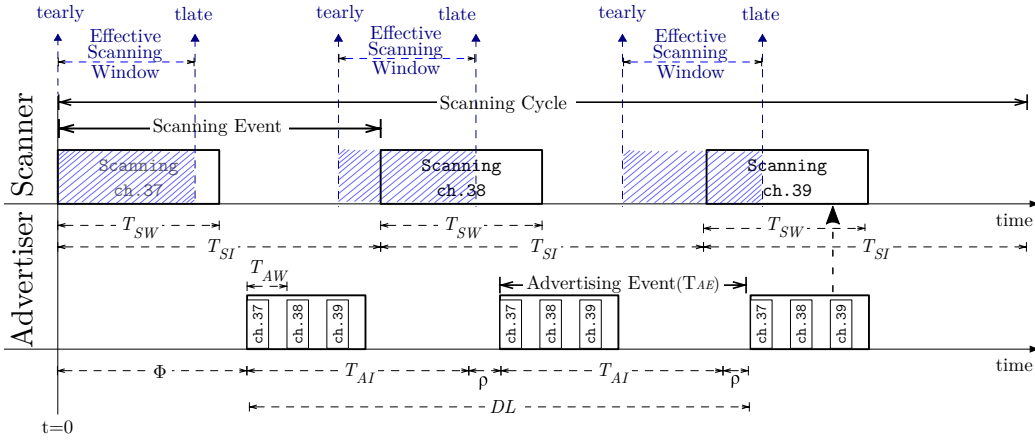 tearly tlate tearly tlate tearly tlate
Effective Effective Effective
Scanning Scanning Scanning
Window Window Window
Scanning Cycle
Scanning Event
Scanner
Scanning Scanning Scanning
ch.37 ch.38 ch.39
time
T_SW T_SW T_SW
T_SI T_SI T_SI
Advertiser
T_AW
Advertising Event(T_AE)
ch.37 ch.38 ch.39 ch.37 ch.38 ch.39 ch.37 ch.38 ch.39
time
Φ T_AI ρ T_AI ρ
DL
t=0